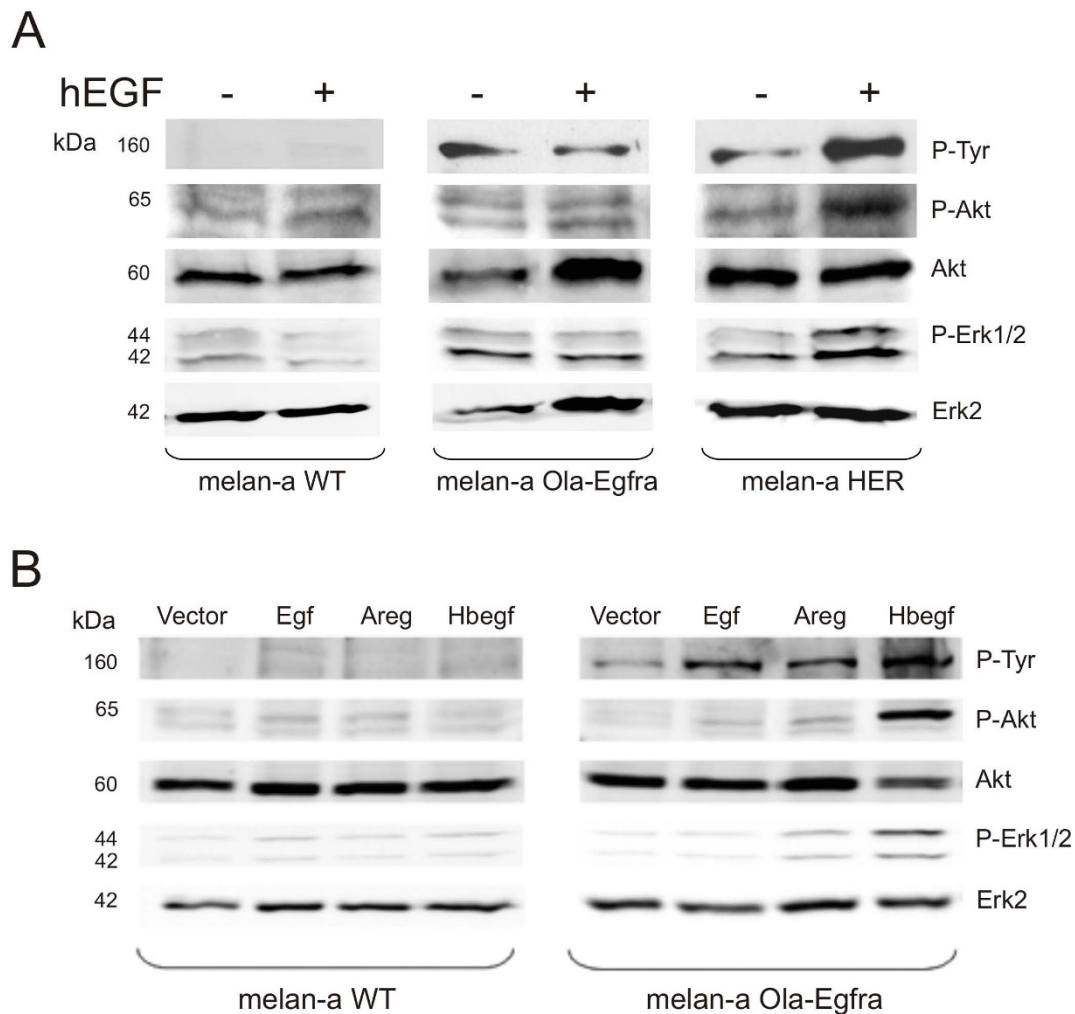 A
hEGF - + - + - +
kDa 160 P-Tyr
65 P-Akt
60 Akt
44 P-Erk1/2
42
42 Erk2
melan-a WT melan-a Ola-Egfra melan-a HER
B
kDa Vector Egf Areg Hbegf Vector Egf Areg Hbegf
160 P-Tyr
65 P-Akt
60 Akt
44 P-Erk1/2
42
42 Erk2
melan-a WT melan-a Ola-Egfra